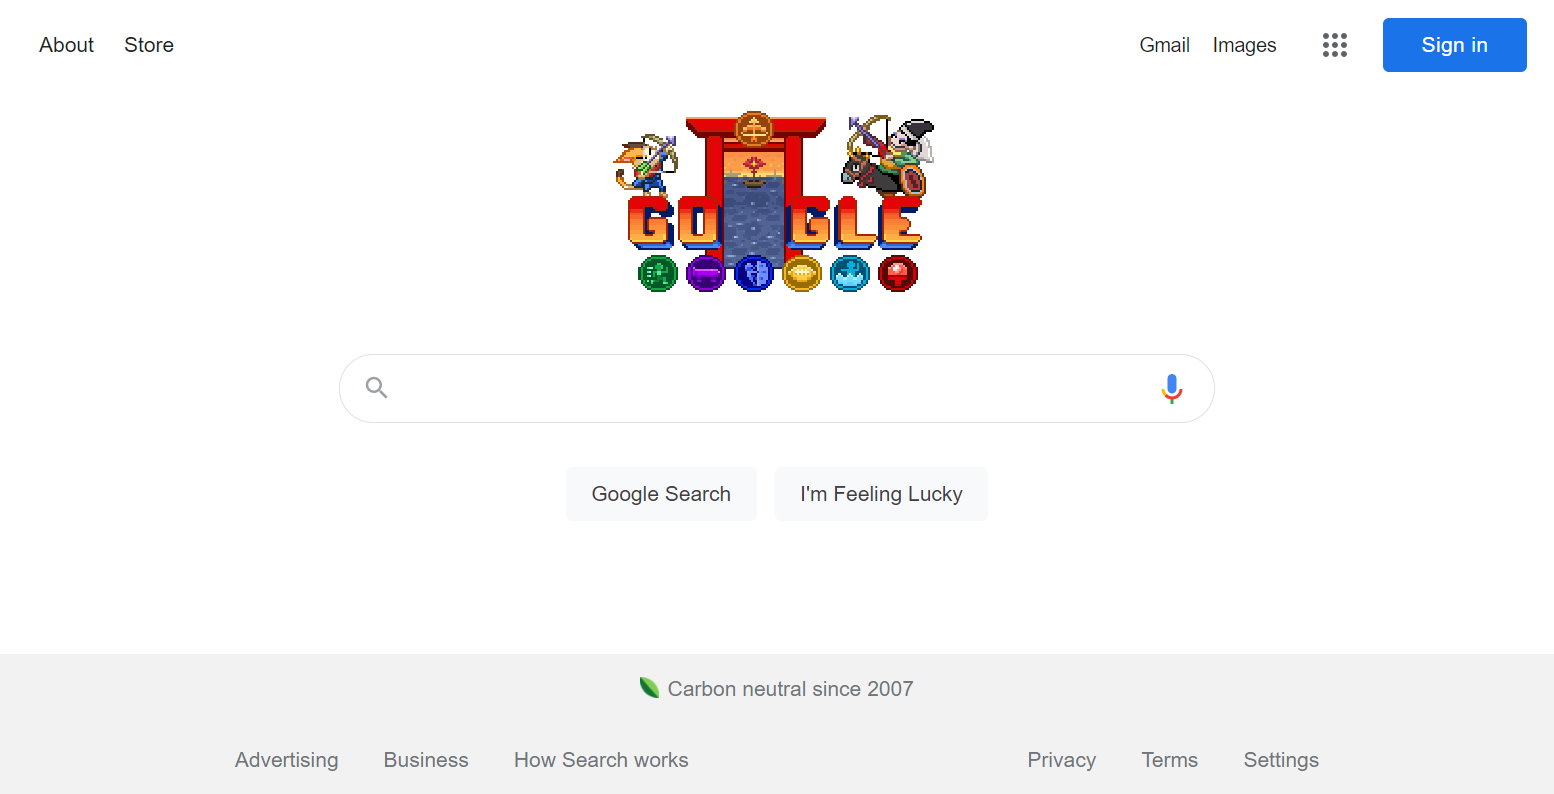 About Store
Gmail Images Sign in
GOOGLE
Google Search I'm Feeling Lucky
Carbon neutral since 2007
Advertising Business How Search works
Privacy Terms Settings